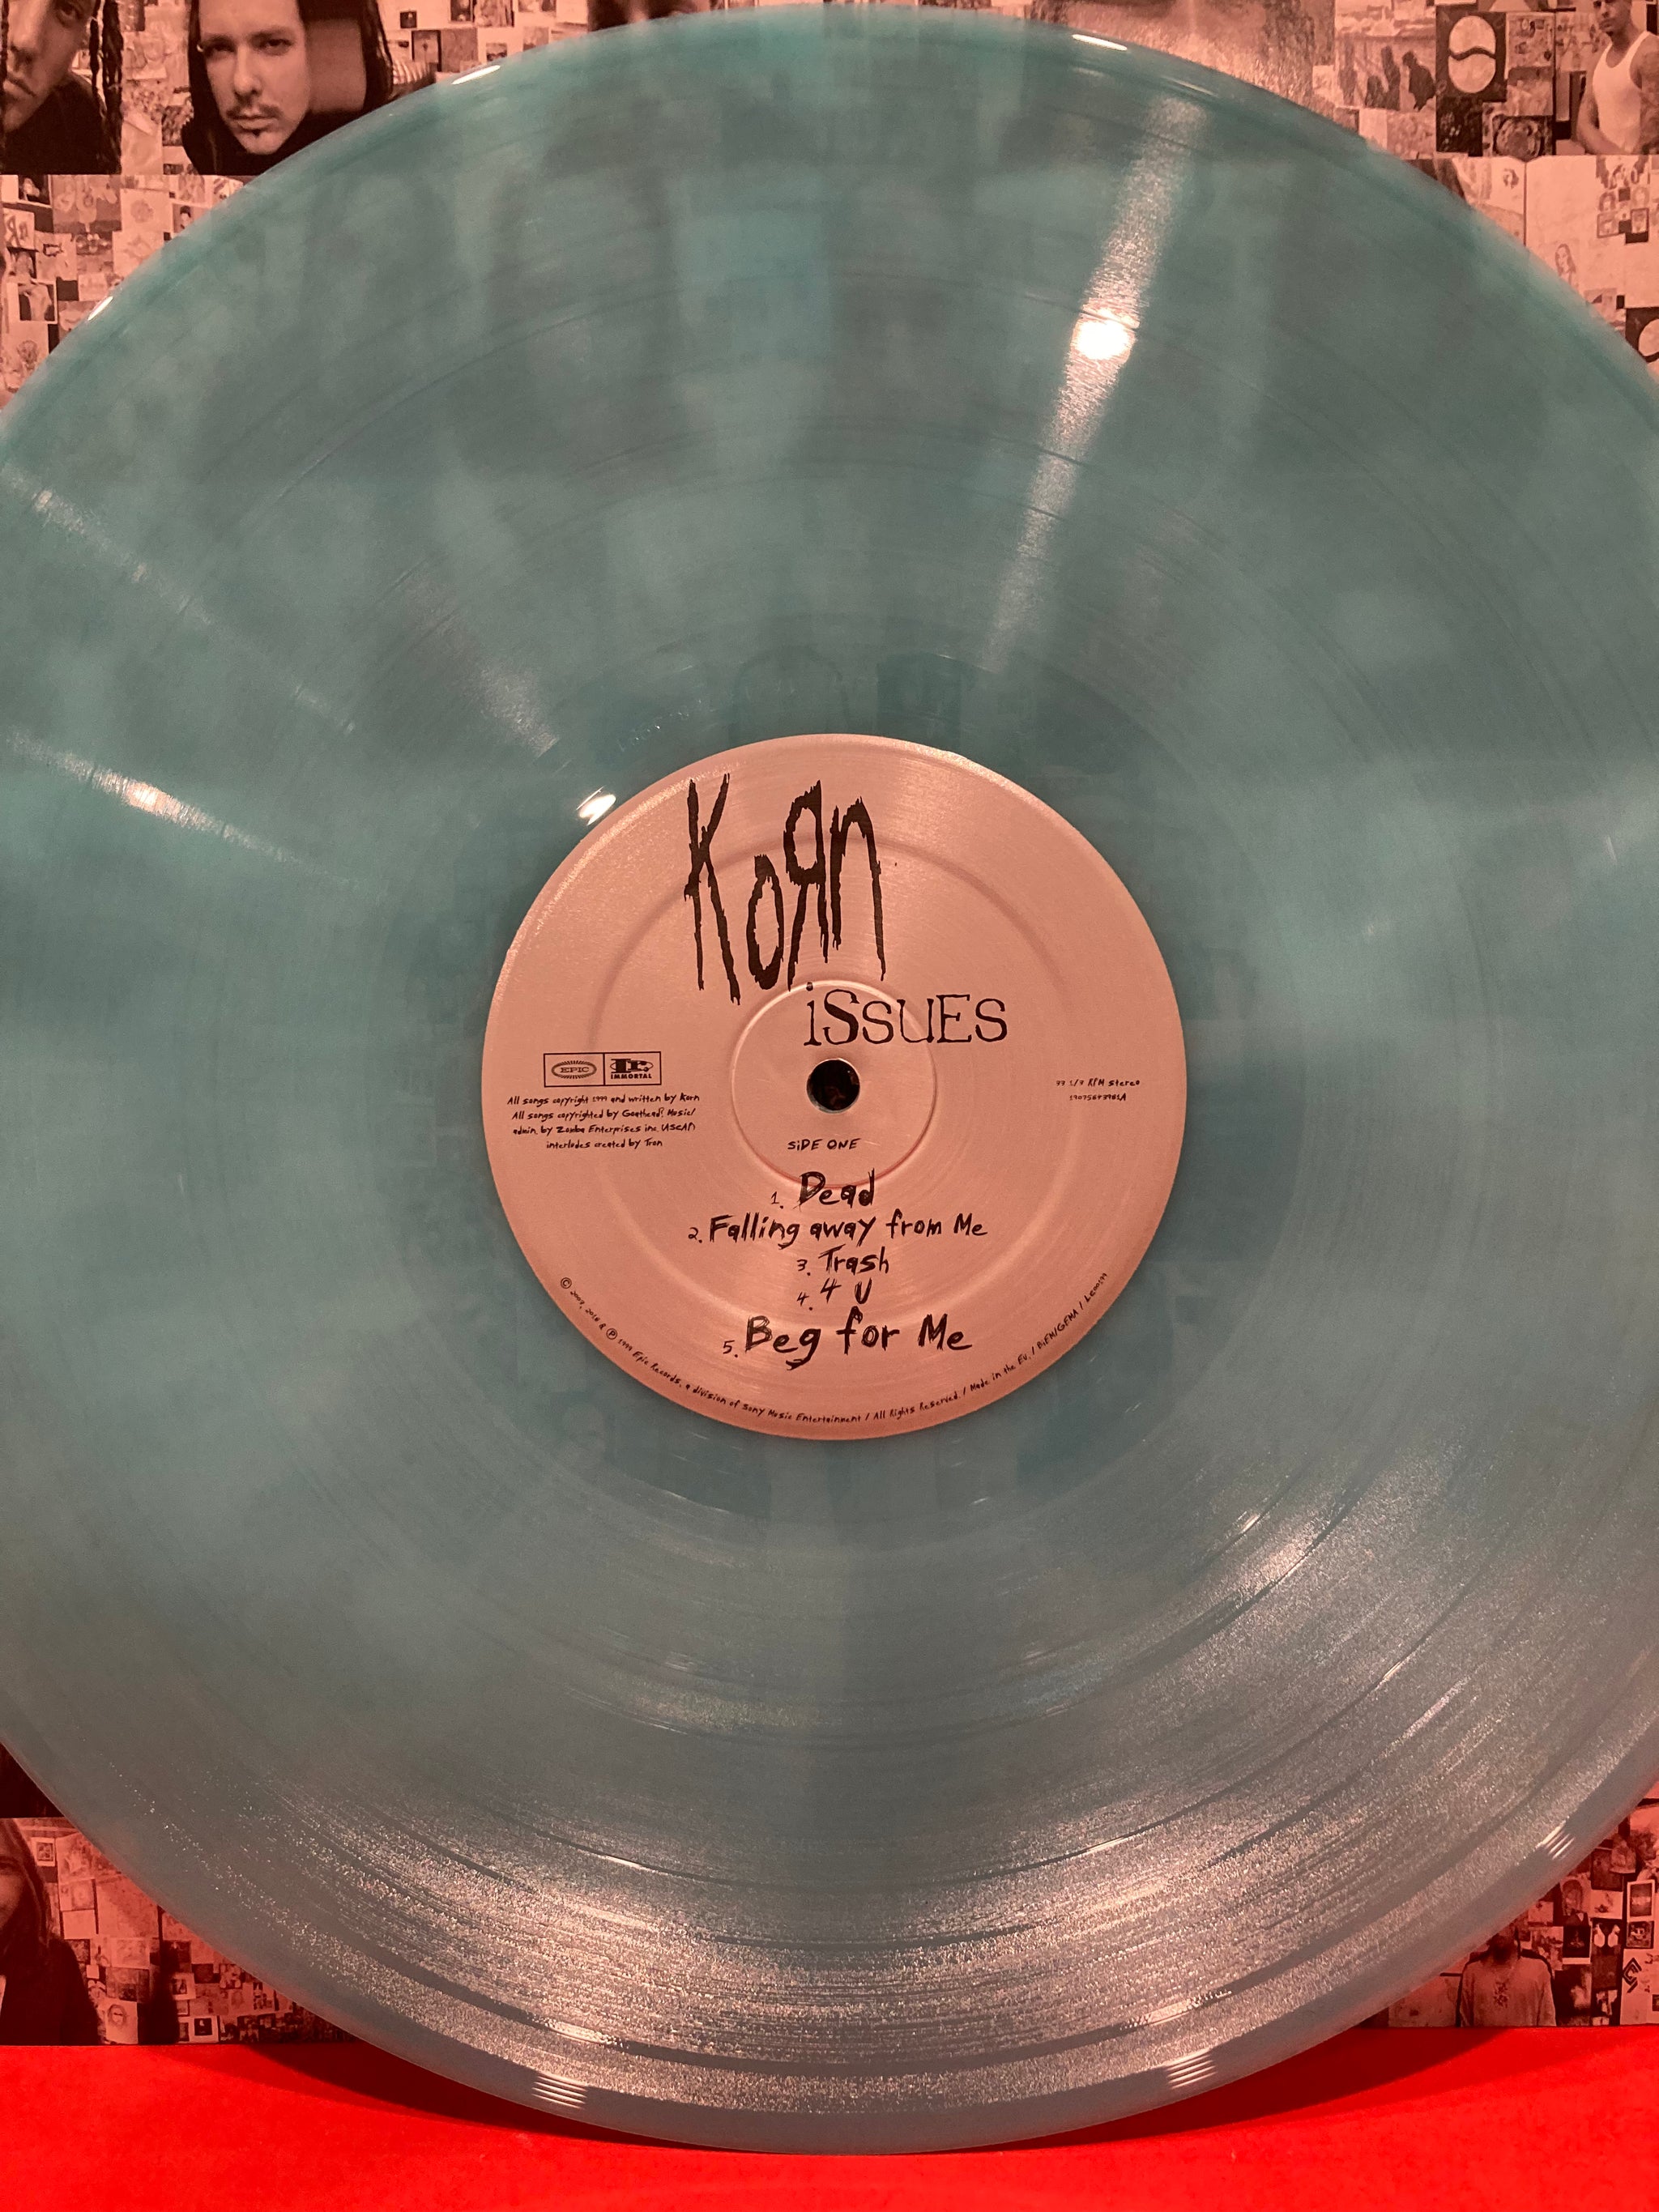 KoЯn
iSSUES
EPIC
IMMORTAL
All songs copyright 1999 and written by Korn
All songs copyrighted by Goathead Music/
admin. by Zomba Enterprises inc. (ASCAP)
interludes created by Tron
33 1/3 RPM Stereo
SiDE ONE
1. Dead
2. Falling away from Me
3. Trash
4. 4 U
5. Beg for Me
1999 Epic Records, a division of Sony Music Entertainment / All Rights Reserved. / Made in the EU. / BIEM/GEMA /